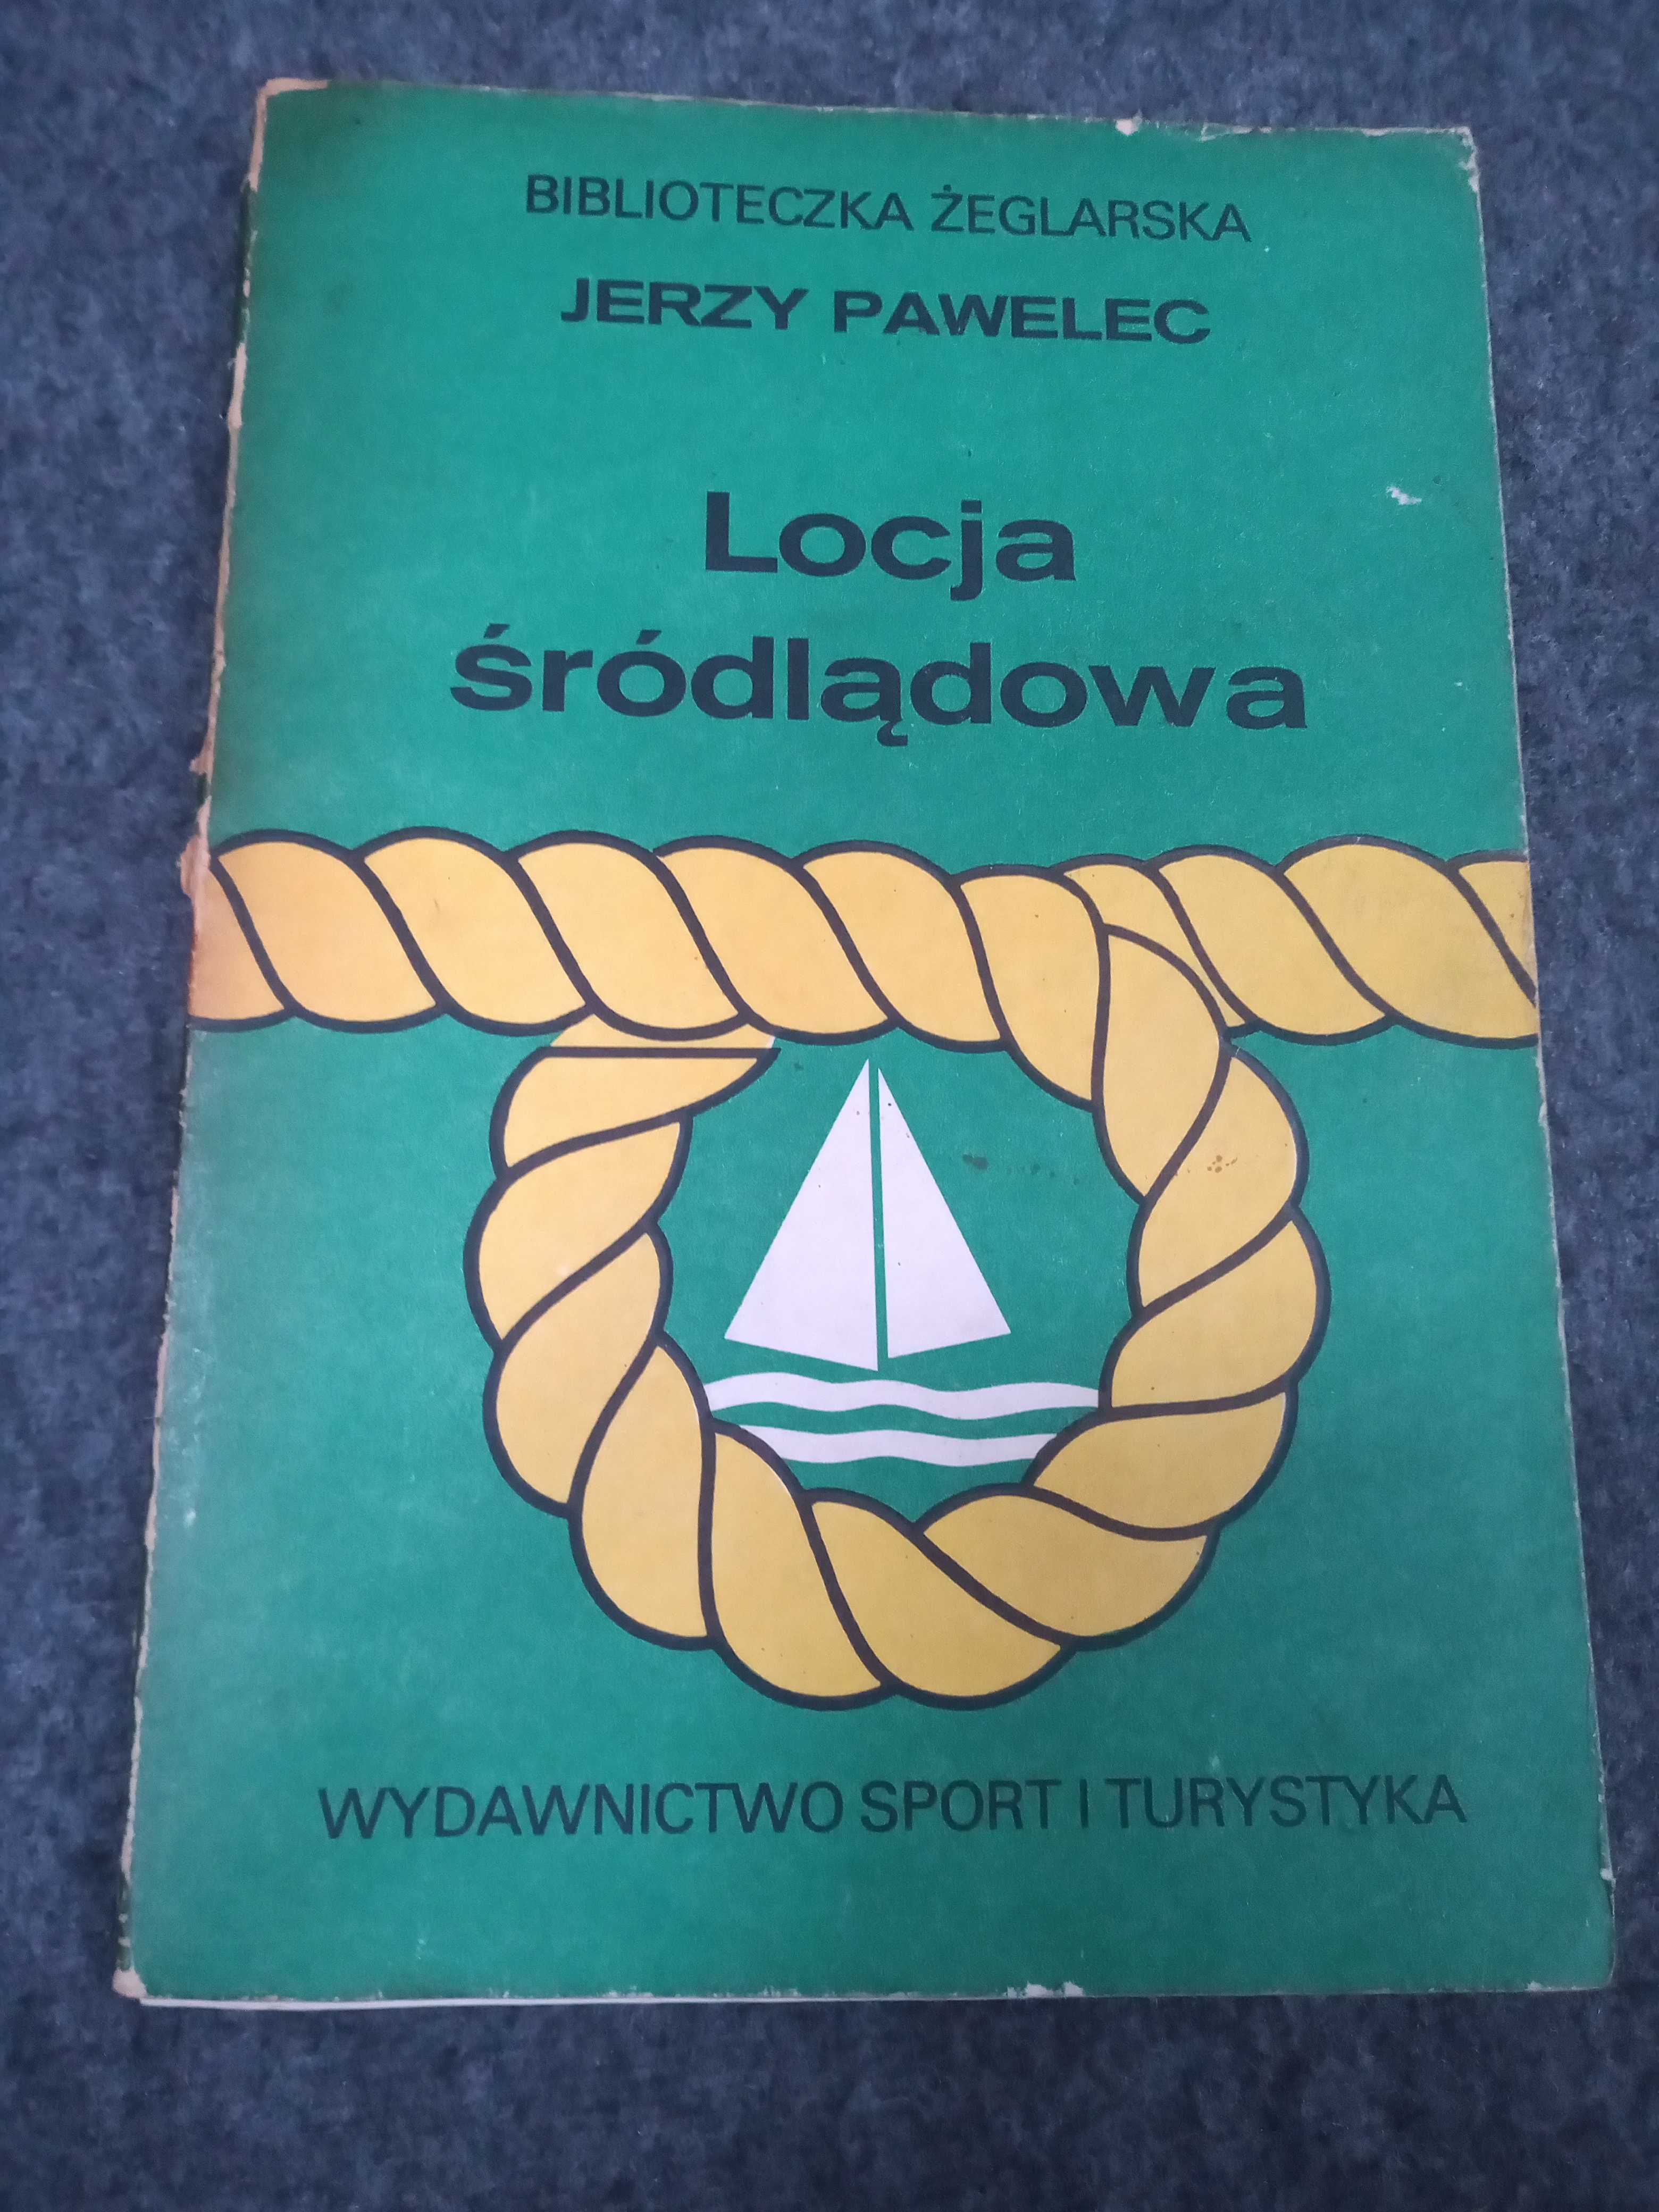 BIBLIOTECZKA ŻEGLARSKA
JERZY PAWELEC
Locja
śródlądowa
WYDAWNICTWO SPORT I TURYSTYKA